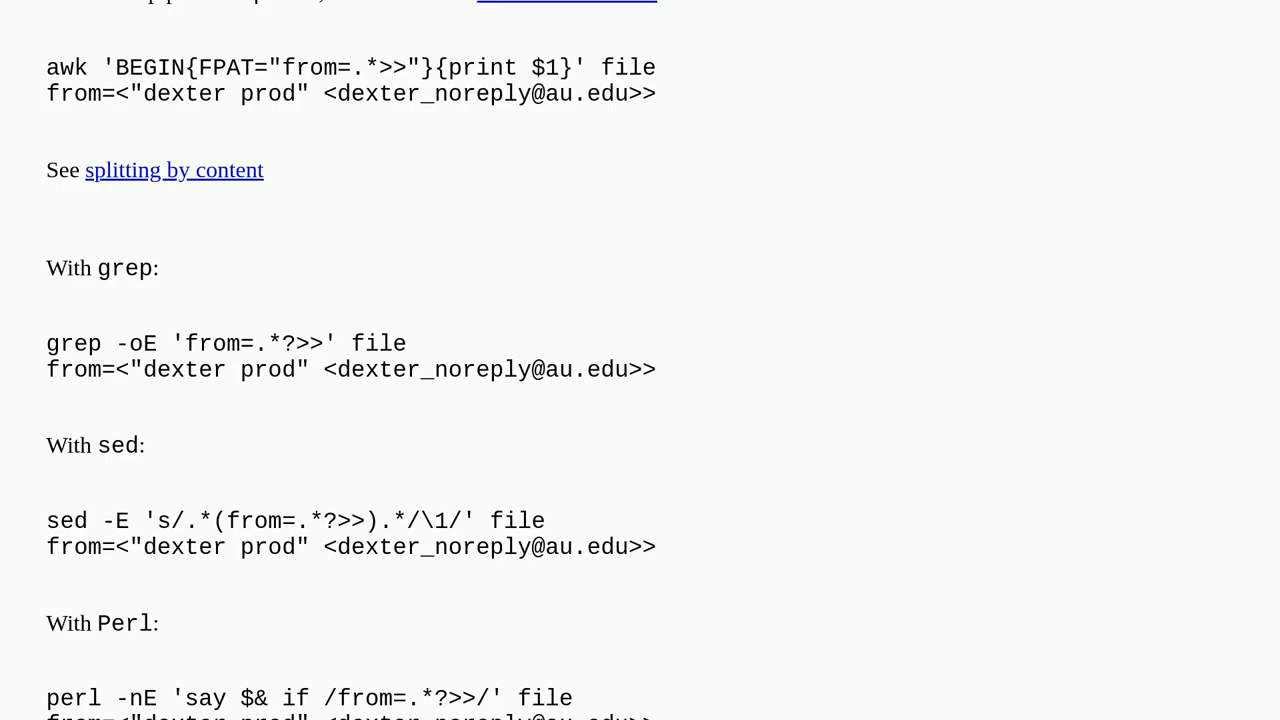 awk 'BEGIN{FPAT="from=.*>>"}{print $1}' file
from=<"dexter prod" <dexter_noreply@au.edu>>
See splitting by content
With grep:
grep -oE 'from=.*?>>' file
from=<"dexter prod" <dexter_noreply@au.edu>>
With sed:
sed -E 's/.*(from=.*?>>).*/\1/' file
from=<"dexter prod" <dexter_noreply@au.edu>>
With Perl:
perl -nE 'say $& if /from=.*?>>/' file